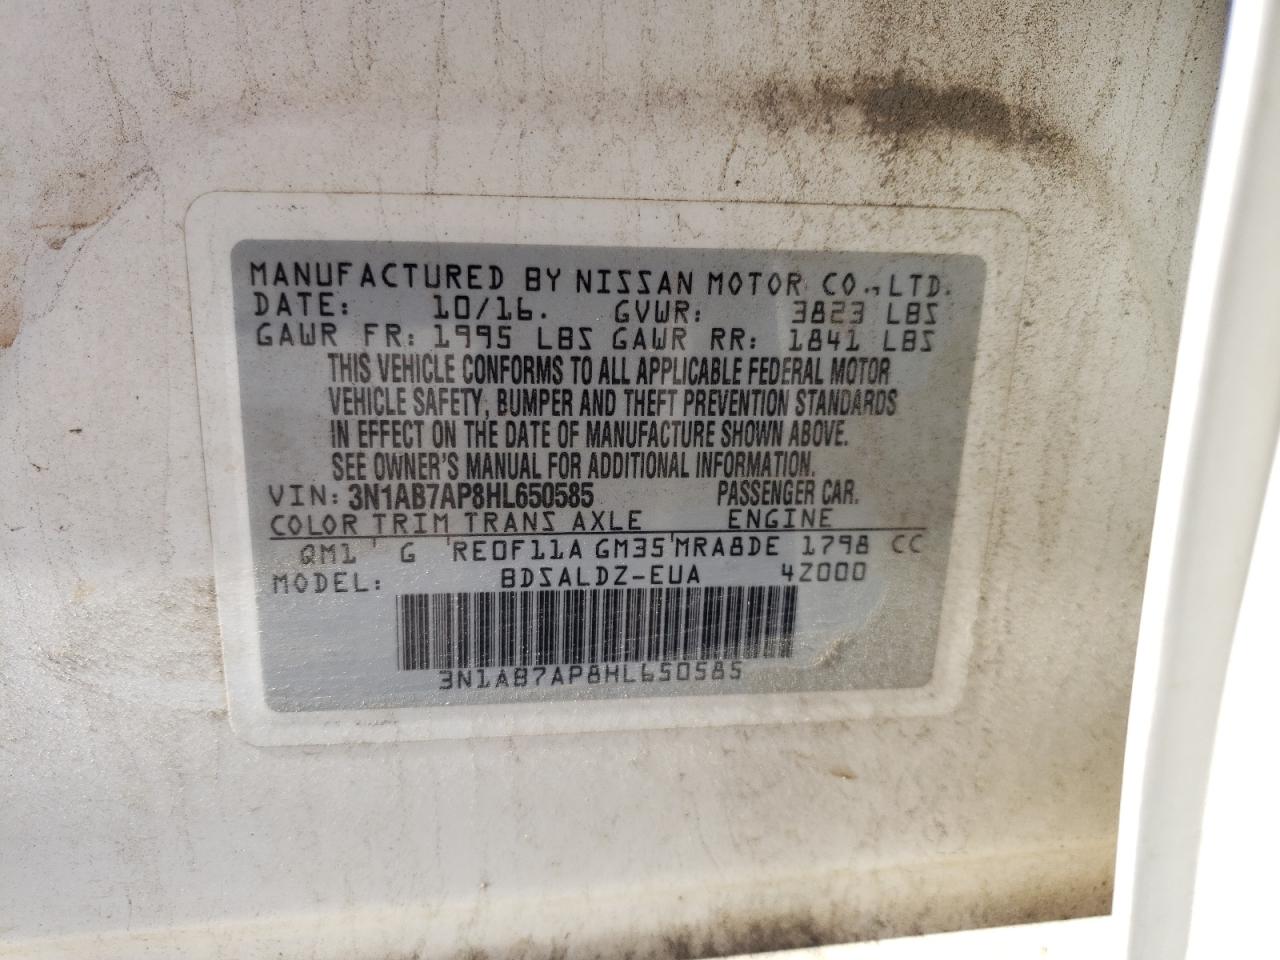 MANUFACTURED BY NISSAN MOTOR CO.,LTD.
DATE: 10/16. GVWR: 3823 LBS
GAWR FR: 1995 LBS GAWR RR: 1841 LBS
THIS VEHICLE CONFORMS TO ALL APPLICABLE FEDERAL MOTOR
VEHICLE SAFETY, BUMPER AND THEFT PREVENTION STANDARDS
IN EFFECT ON THE DATE OF MANUFACTURE SHOWN ABOVE.
SEE OWNER'S MANUAL FOR ADDITIONAL INFORMATION.
VIN: 3N1AB7AP8HL650585 PASSENGER CAR.
COLOR TRIM TRANS AXLE ENGINE
QM1 ' G 'RE0F11A GM35'MRA8DE 1798 CC
MODEL: BDSALDZ-EUA 4Z000
3N1AB7AP8HL650585